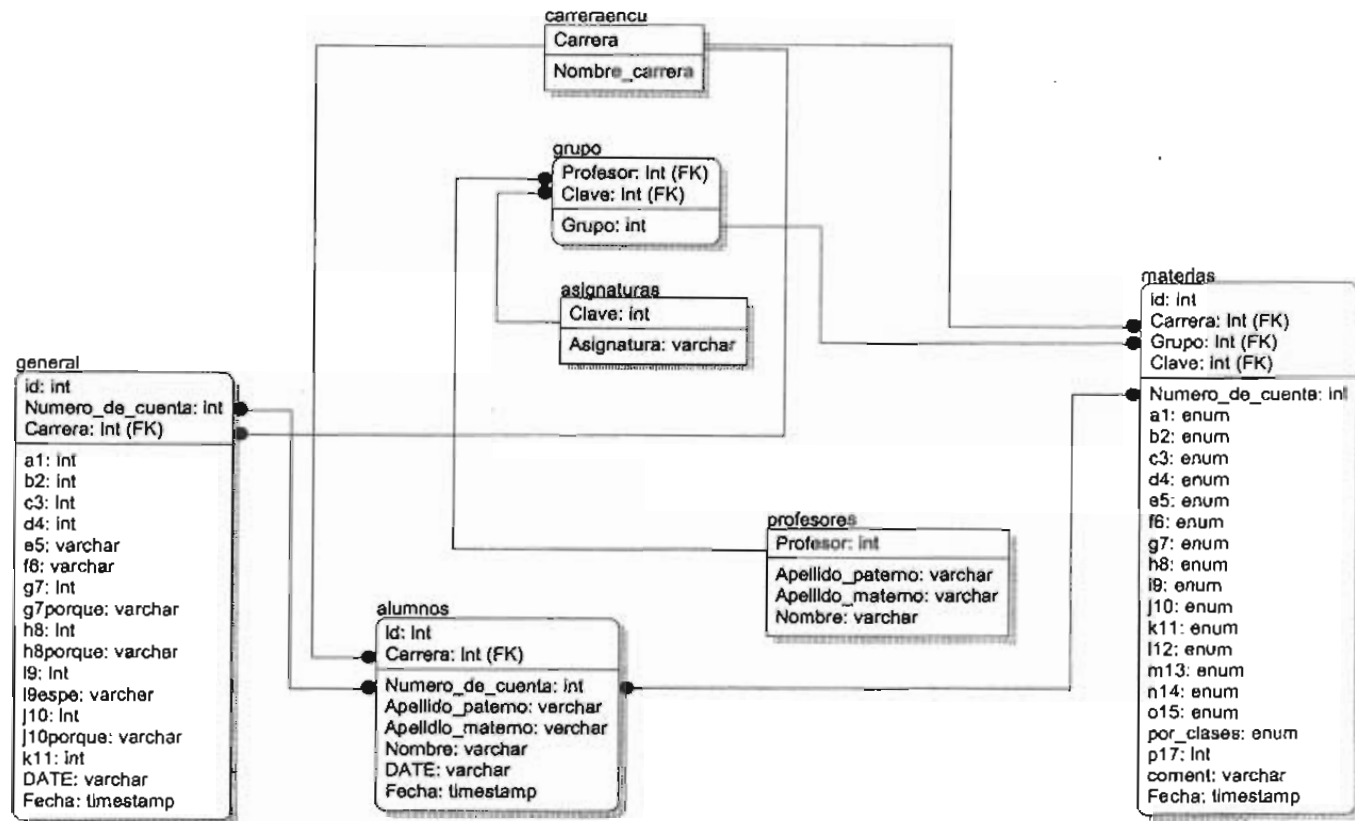 carreraencu
Carrera
Nombre_carrera
grupo
Profesor: Int (FK)
Clave: Int (FK)
Grupo: int
asignaturas
Clave: int
Asignatura: varchar
general
id: int
Numero_de_cuenta: int
Carrera: Int (FK)
a1: Int
b2: int
c3: Int
d4: int
e5: varchar
f6: varchar
g7: Int
g7porque: varchar
h8: Int
h8porque: varchar
i9: Int
i9espe: varchar
j10: Int
j10porque: varchar
k11: int
DATE: varchar
Fecha: timestamp
alumnos
Id: Int
Carrera: Int (FK)
Numero_de_cuenta: int
Apellido_paterno: varchar
Apellidio_materno: varchar
Nombre: varchar
DATE: varchar
Fecha: timestamp
profesores
Profesor: int
Apellido_paterno: varchar
Apellido_materno: varchar
Nombre: varchar
materias
id: int
Carrera: Int (FK)
Grupo: Int (FK)
Clave: int (FK)
Numero_de_cuenta: int
a1: enum
b2: enum
c3: enum
d4: enum
e5: enum
f6: enum
g7: enum
h8: enum
i9: enum
j10: enum
k11: enum
l12: enum
m13: enum
n14: enum
o15: enum
por_clases: enum
p17: Int
coment: varchar
Fecha: timestamp